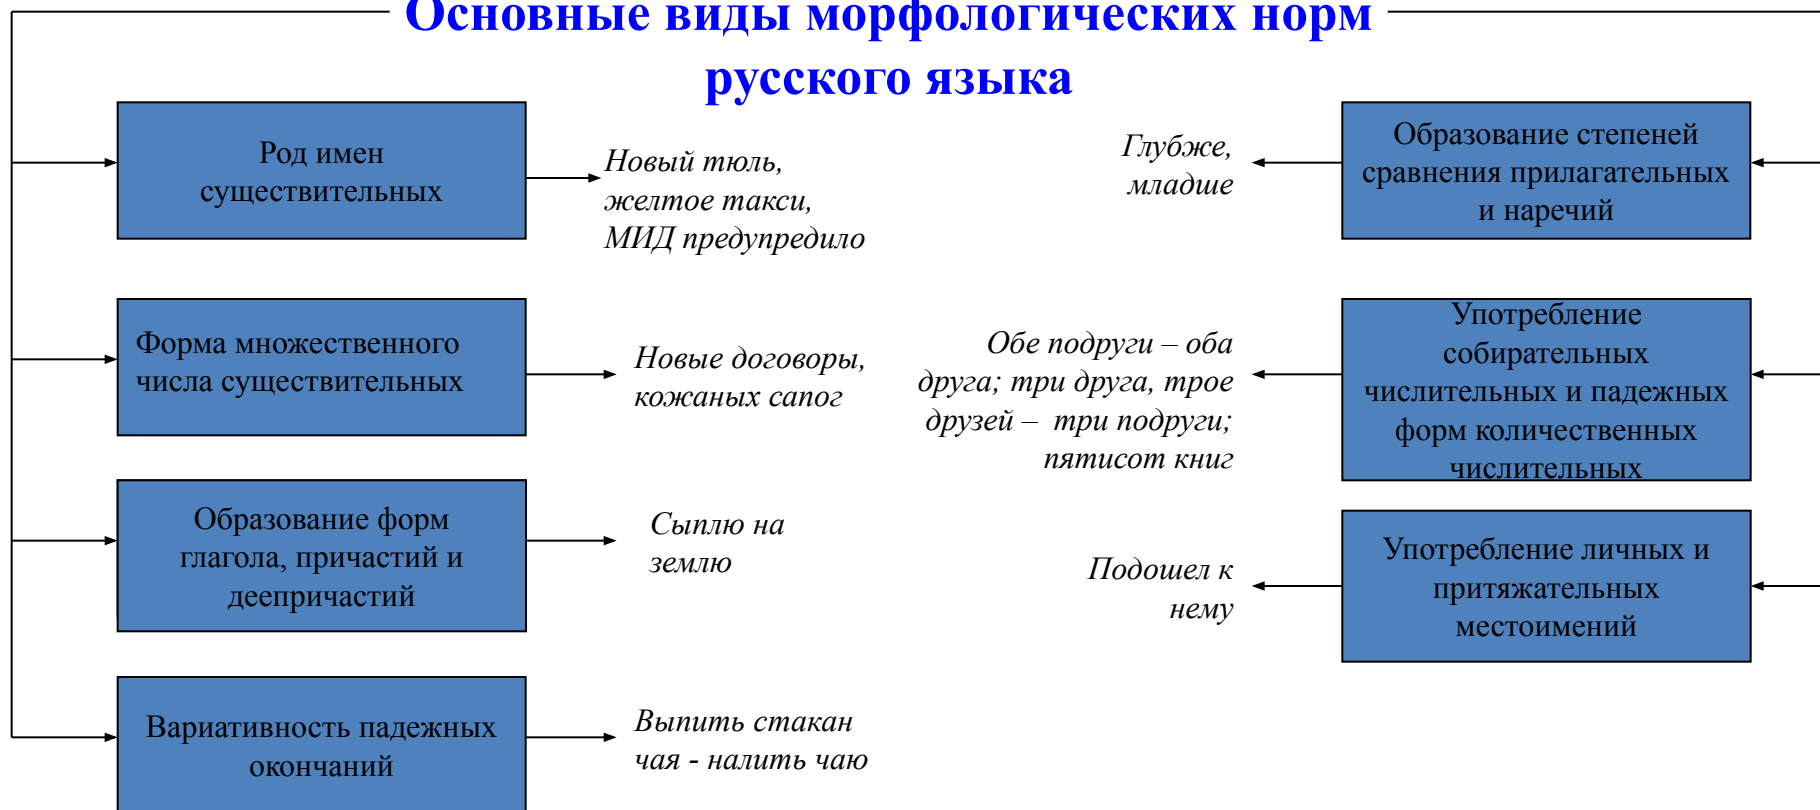 Основные виды морфологических норм
русского языка
Род имен
существительных
Новый тюль,
желтое такси,
МИД предупредило
Форма множественного
числа существительных
Новые договоры,
кожаных сапог
Образование форм
глагола, причастий и
деепричастий
Сыплю на
землю
Вариативность падежных
окончаний
Выпить стакан
чая - налить чаю
Образование степеней
сравнения прилагательных
и наречий
Глубже,
младше
Употребление
собирательных
числительных и падежных
форм количественных
числительных
Обе подруги – оба
друга; три друга, трое
друзей – три подруги;
пятисот книг
Употребление личных и
притяжательных
местоимений
Подошел к
нему